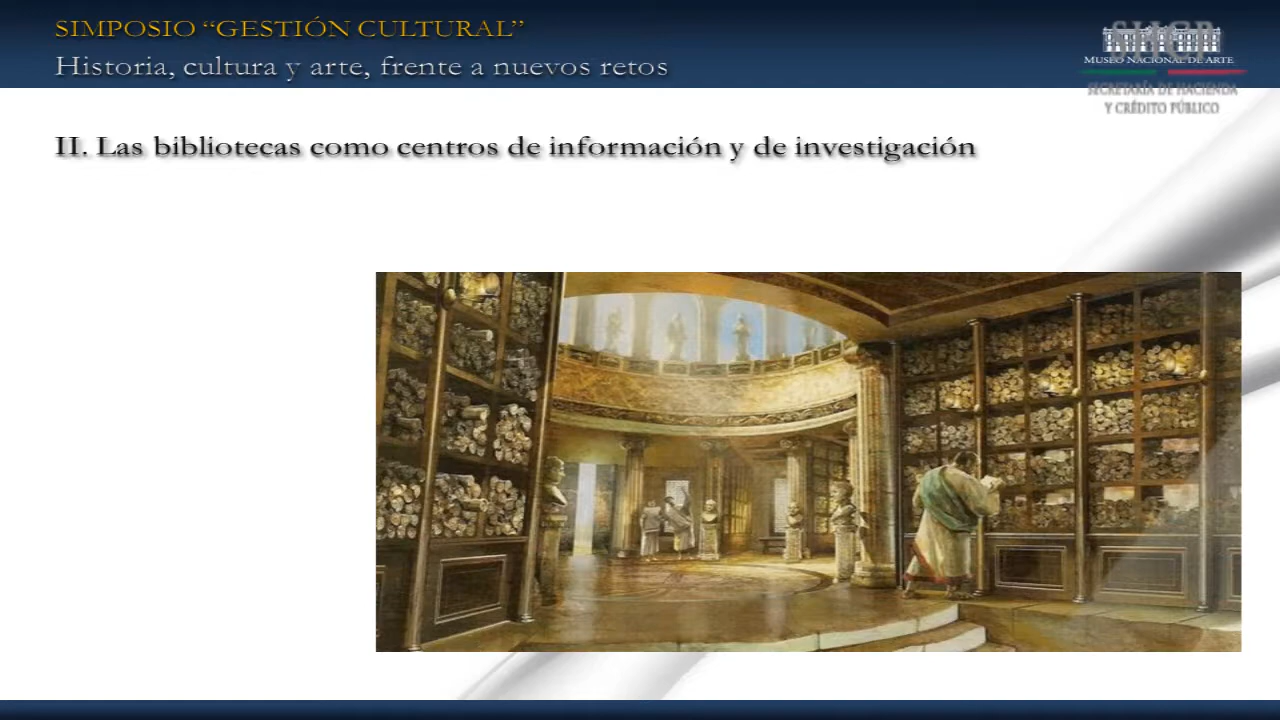 SIMPOSIO “GESTIÓN CULTURAL”
Historia, cultura y arte, frente a nuevos retos
SHCP
MUSEO NACIONAL DE ARTE
SECRETARÍA DE HACIENDA
Y CRÉDITO PÚBLICO
II. Las bibliotecas como centros de información y de investigación